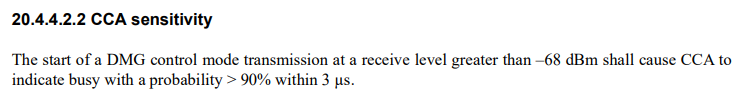 20.4.4.2.2 CCA sensitivity
The start of a DMG control mode transmission at a receive level greater than –68 dBm shall cause CCA to
indicate busy with a probability > 90% within 3 μs.